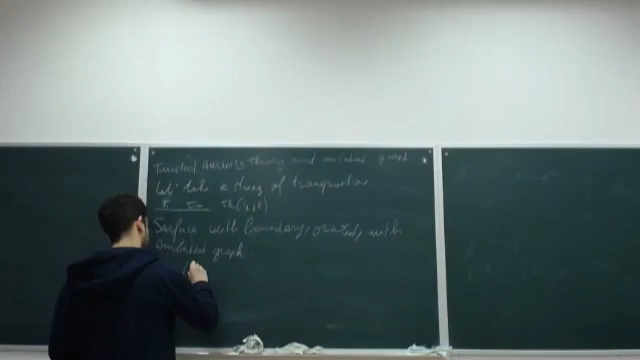 Twisted Hurwitz theory and embedded graph
Let's take a string of transposition
Surface with boundary, oriented, with
embedded graph